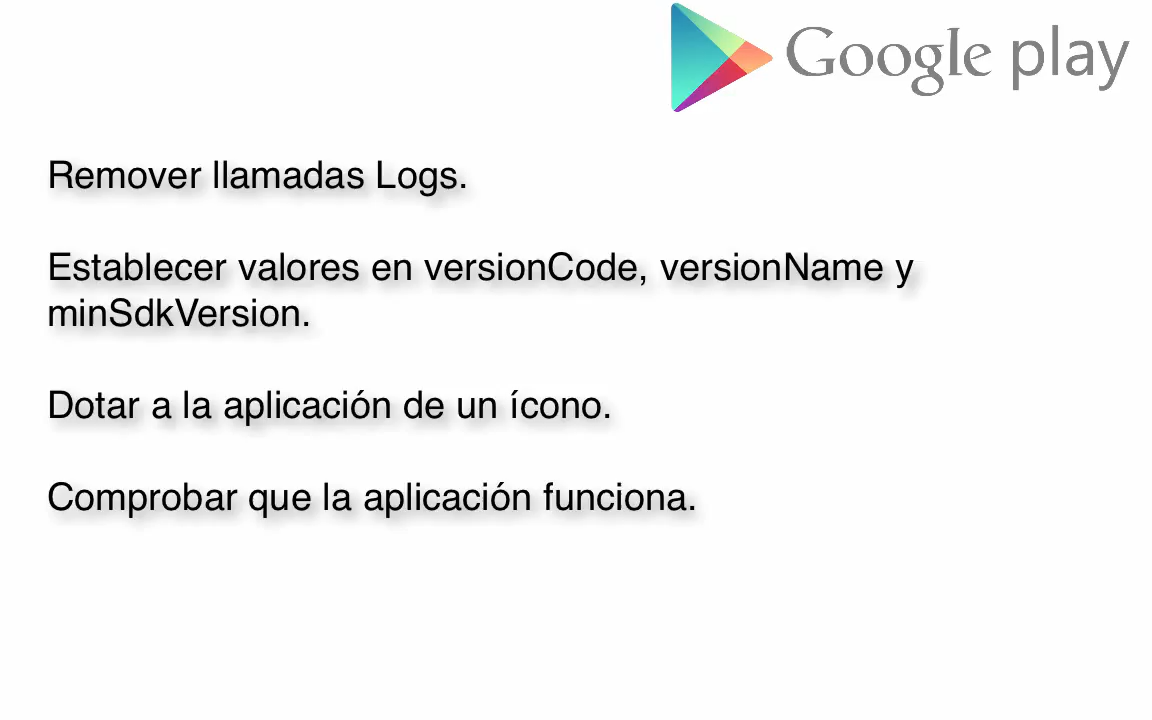 Google play
Remover llamadas Logs.
Establecer valores en versionCode, versionName y
minSdkVersion.
Dotar a la aplicación de un ícono.
Comprobar que la aplicación funciona.